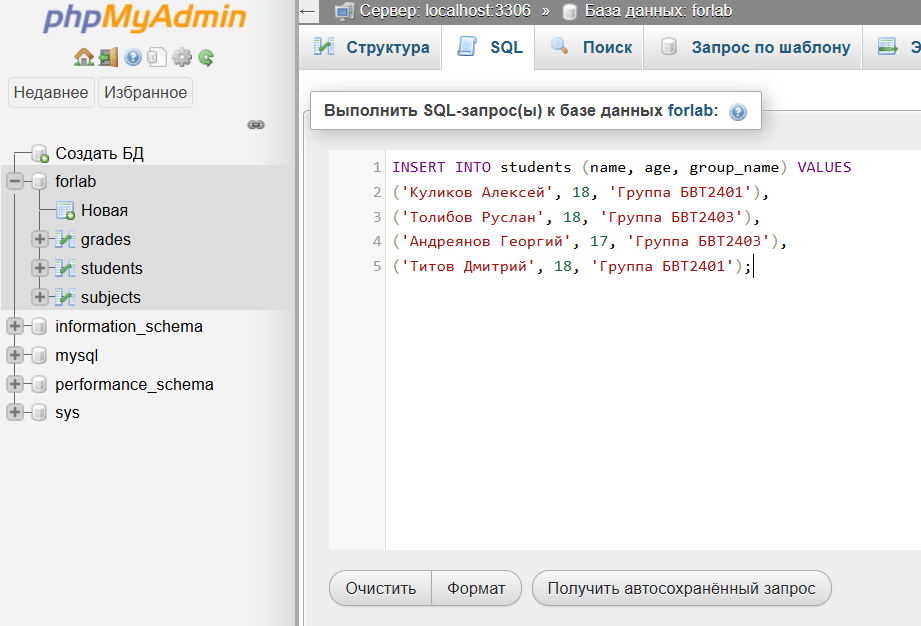 phpMyAdmin
Недавнее Избранное
Создать БД
forlab
Новая
grades
students
subjects
information_schema
mysql
performance_schema
sys
← Сервер: localhost:3306 » База данных: forlab
Структура SQL Поиск Запрос по шаблону Э
Выполнить SQL-запрос(ы) к базе данных forlab:
1 INSERT INTO students (name, age, group_name) VALUES
2 ('Куликов Алексей', 18, 'Группа БВТ2401'),
3 ('Толибов Руслан', 18, 'Группа БВТ2403'),
4 ('Андреянов Георгий', 17, 'Группа БВТ2403'),
5 ('Титов Дмитрий', 18, 'Группа БВТ2401');
Очистить Формат Получить автосохранённый запрос